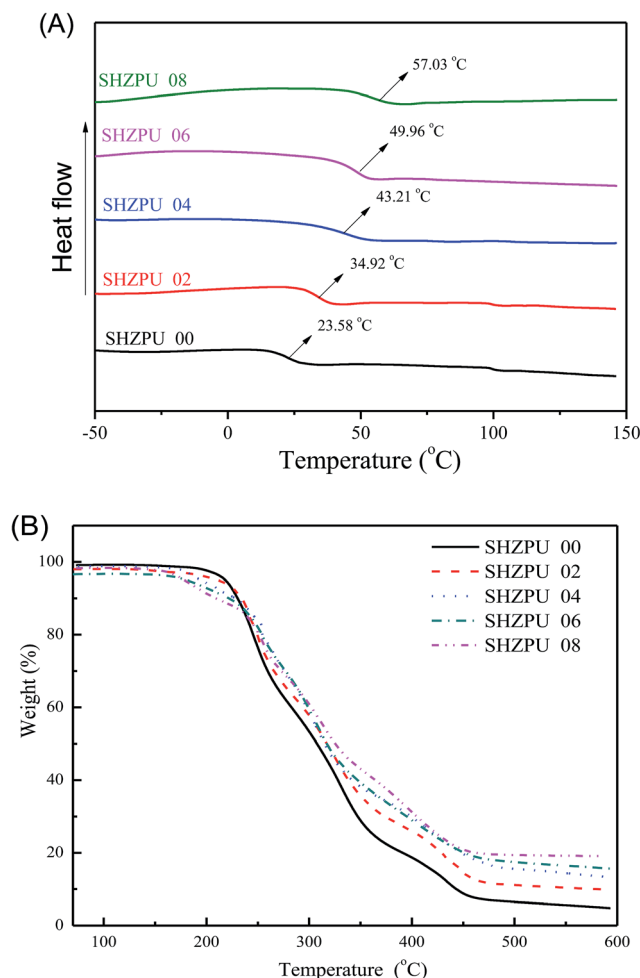 (A)
57.03 °C
SHZPU 08
49.96 °C
SHZPU 06
43.21 °C
SHZPU 04
34.92 °C
SHZPU 02
23.58 °C
SHZPU 00
Heat flow
-50 0 50 100 150
Temperature (°C)
(B)
100
80
60
40
20
0
Weight (%)
SHZPU 00
SHZPU 02
SHZPU 04
SHZPU 06
SHZPU 08
100 200 300 400 500 600
Temperature (°C)